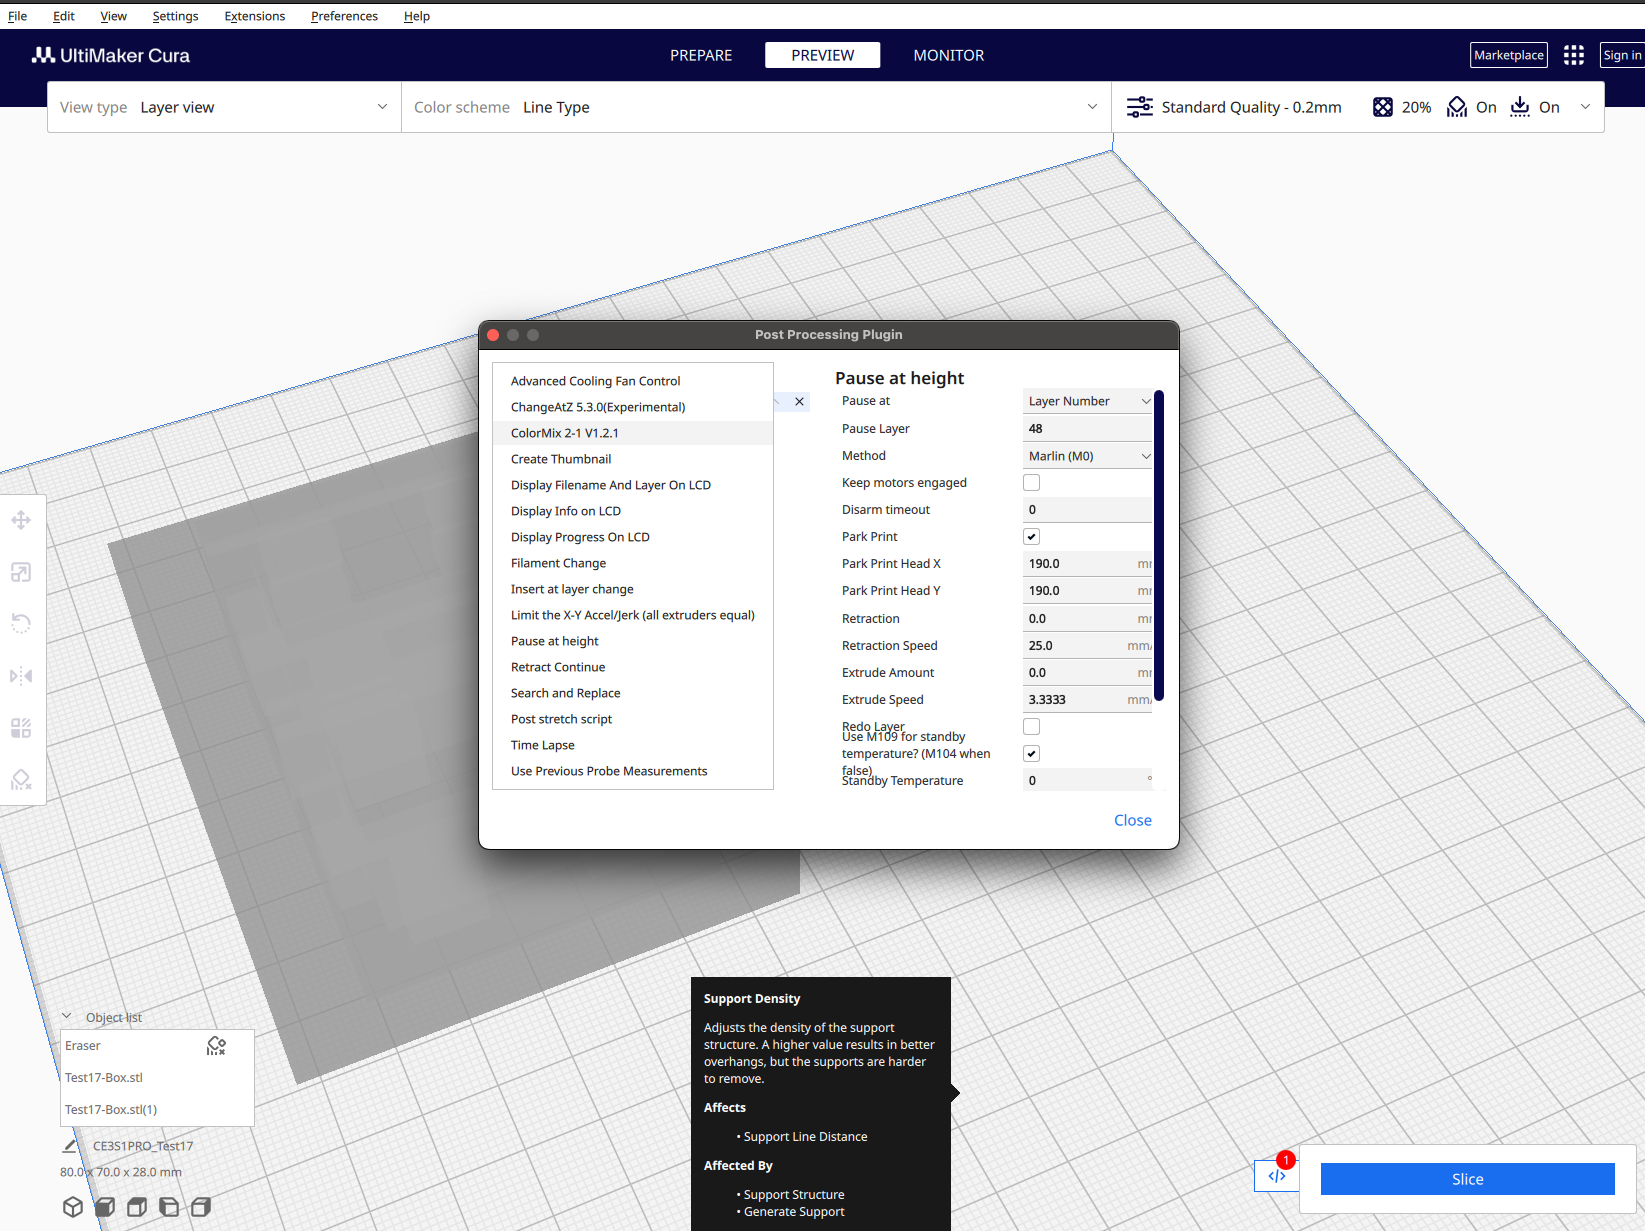 File Edit View Settings Extensions Preferences Help
UltiMaker Cura
PREPARE PREVIEW MONITOR
Marketplace Sign in
View type Layer view
Color scheme Line Type
Standard Quality - 0.2mm 20% On On
Post Processing Plugin
Advanced Cooling Fan Control
ChangeAtZ 5.3.0(Experimental)
ColorMix 2-1 V1.2.1
Create Thumbnail
Display Filename And Layer On LCD
Display Info on LCD
Display Progress On LCD
Filament Change
Insert at layer change
Limit the X-Y Accel/Jerk (all extruders equal)
Pause at height
Retract Continue
Search and Replace
Post stretch script
Time Lapse
Use Previous Probe Measurements
Pause at height
Pause at Layer Number
Pause Layer 48
Method Marlin (M0)
Keep motors engaged
Disarm timeout 0
Park Print
Park Print Head X 190.0 mm
Park Print Head Y 190.0 mm
Retraction 0.0 mm
Retraction Speed 25.0 mm/
Extrude Amount 0.0 mm
Extrude Speed 3.3333 mm/
Redo Layer
Use M109 for standby
temperature? (M104 when
false)
Standby Temperature 0 °
Close
Object list
Eraser
Test17-Box.stl
Test17-Box.stl(1)
CE3S1PRO_Test17
80.0 x 70.0 x 28.0 mm
Support Density
Adjusts the density of the support
structure. A higher value results in better
overhangs, but the supports are harder
to remove.
Affects
• Support Line Distance
Affected By
• Support Structure
• Generate Support
1
Slice